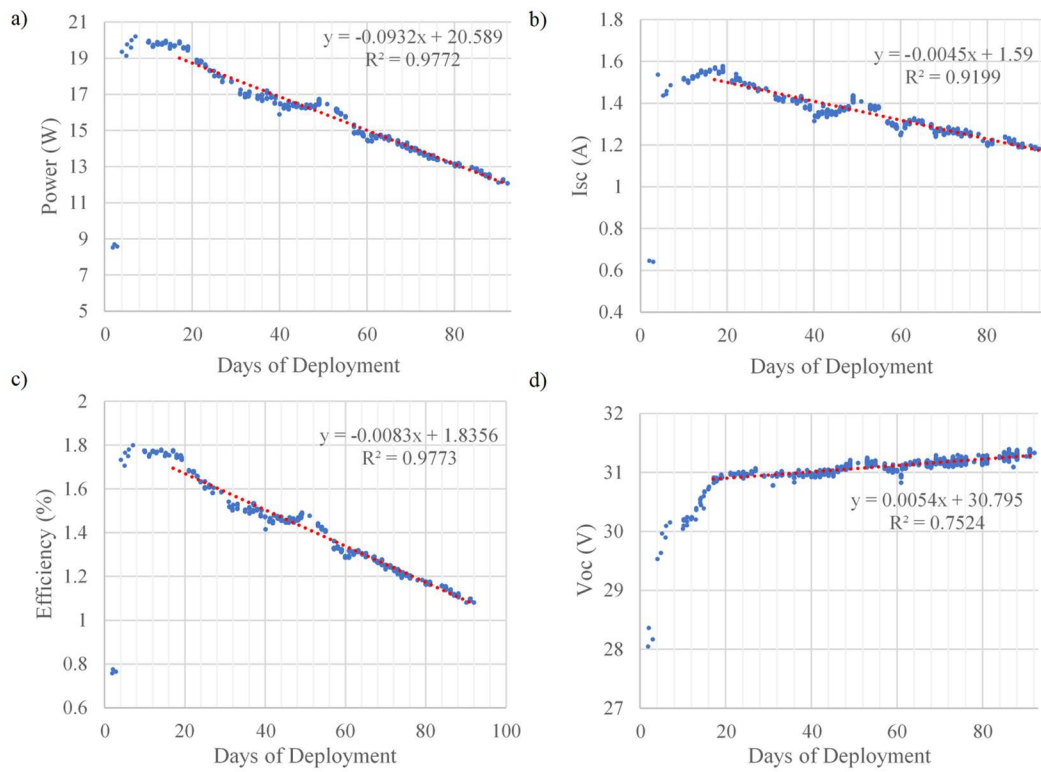 a)
21
19
17
15
13
11
9
7
5
Power (W)
y = -0.0932x + 20.589
R² = 0.9772
0 20 40 60 80
Days of Deployment
b)
1.8
1.6
1.4
1.2
1
0.8
0.6
0.4
Isc (A)
y = -0.0045x + 1.59
R² = 0.9199
0 20 40 60 80
Days of Deployment
c)
2
1.8
1.6
1.4
1.2
1
0.8
0.6
Efficiency (%)
y = -0.0083x + 1.8356
R² = 0.9773
0 20 40 60 80 100
Days of Deployment
d)
32
31
30
29
28
27
Voc (V)
y = 0.0054x + 30.795
R² = 0.7524
0 20 40 60 80
Days of Deployment